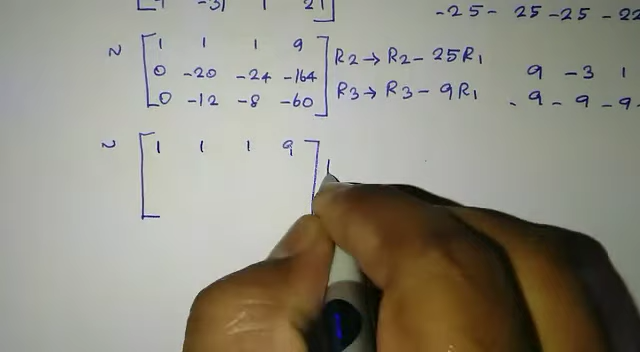 -3 1 21
-25 - 25 -25 - 22
~ 1 1 1 9
0 -20 -24 -164 R2 → R2 - 25R1 9 -3 1
0 -12 -8 -60 R3 → R3 - 9R1 - 9 - 9 - 9
~ 1 1 1 9